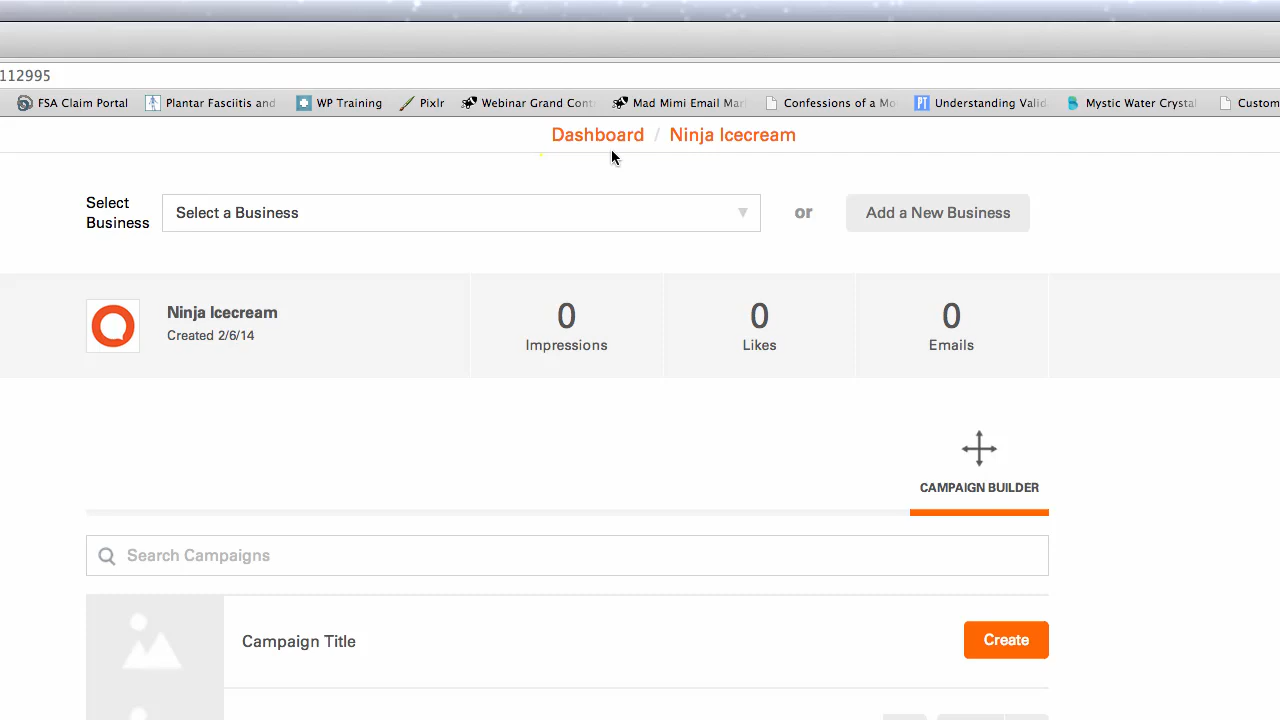 112995
FSA Claim Portal Plantar Fasciitis and WP Training Pixlr Webinar Grand Cont Mad Mimi Email Mar Confessions of a Mo Understanding Valid Mystic Water Crystal Custom
Dashboard / Ninja Icecream
Select
Business
Select a Business
or
Add a New Business
Ninja Icecream
Created 2/6/14
0
Impressions
0
Likes
0
Emails
CAMPAIGN BUILDER
Search Campaigns
Campaign Title
Create